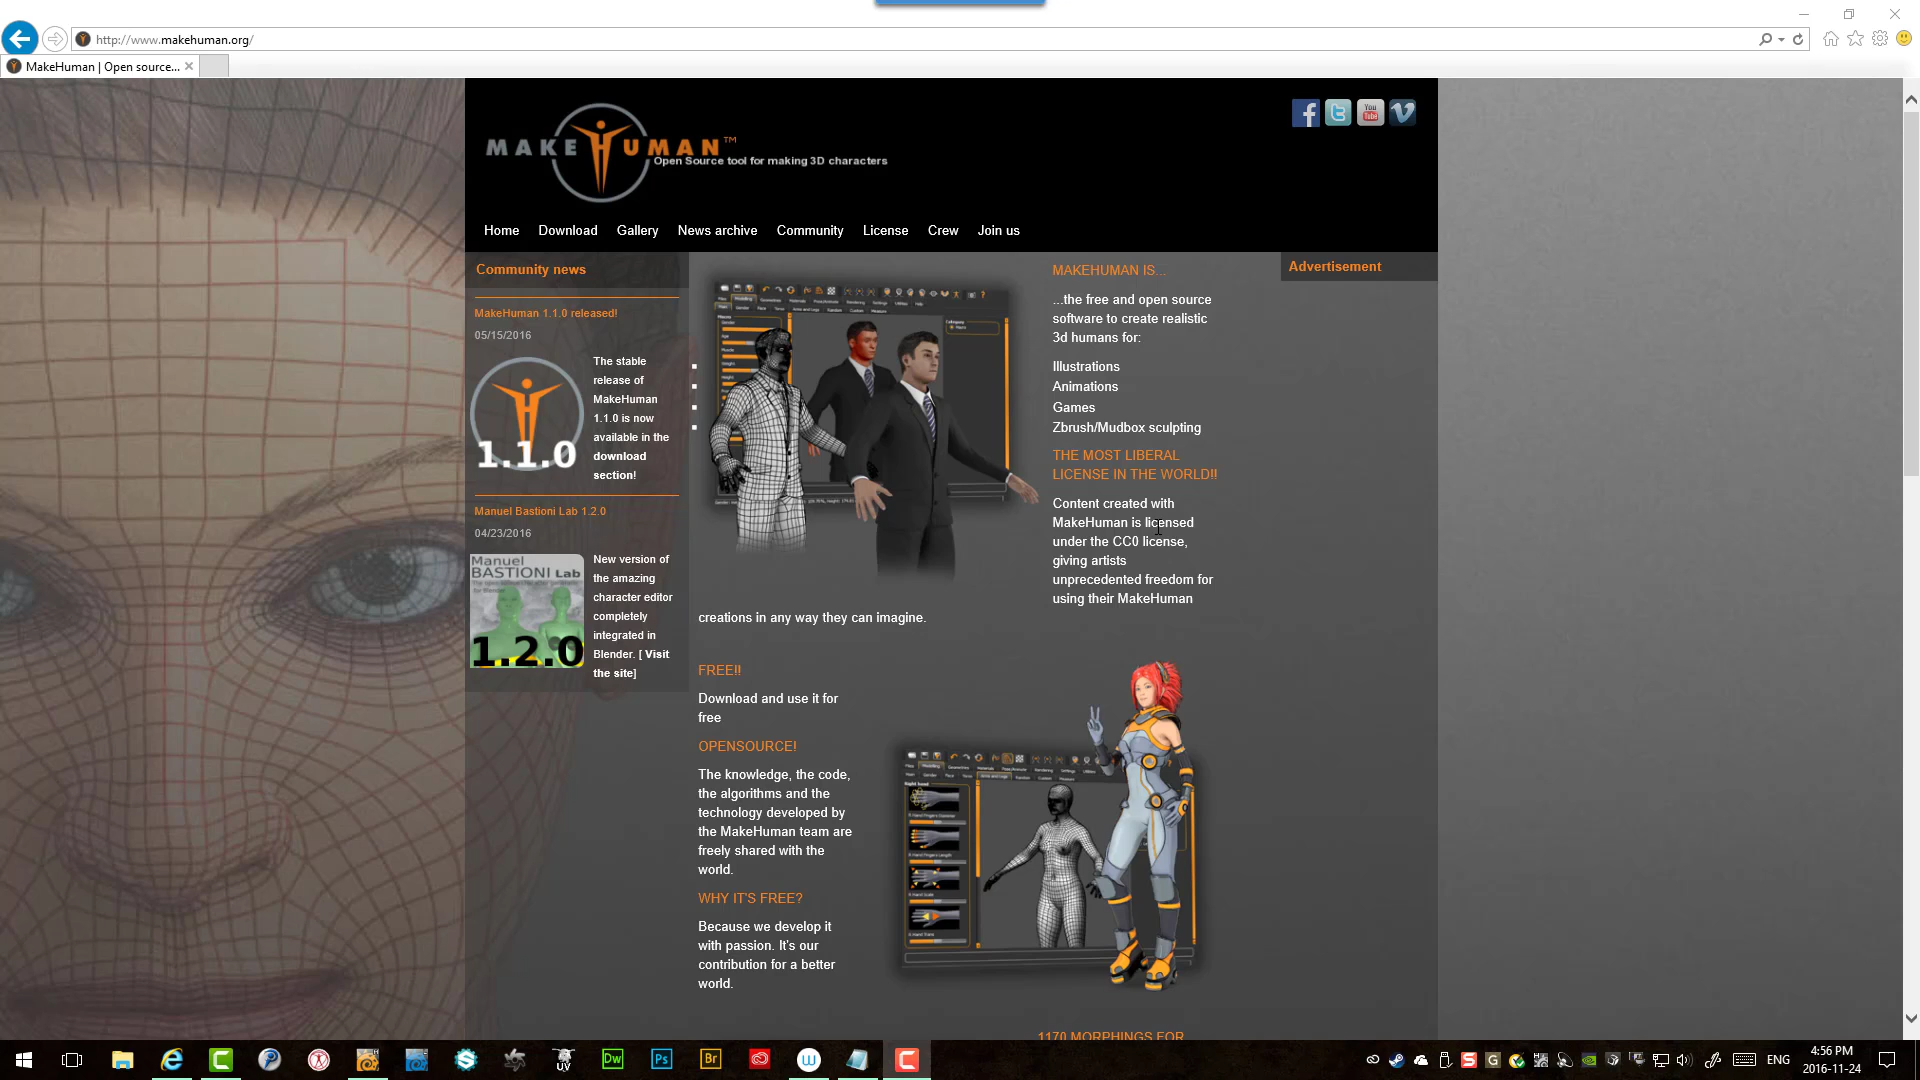 http://www.makehuman.org/
MakeHuman | Open source...
MAKEHUMAN™
Open Source tool for making 3D characters
Home Download Gallery News archive Community License Crew Join us
Community news
MakeHuman 1.1.0 released!
05/15/2016
The stable
release of
MakeHuman
1.1.0 is now
available in the
download
section!
1.1.0
Manuel Bastioni Lab 1.2.0
04/23/2016
Manuel
BASTIONI Lab
1.2.0
New version of
the amazing
character editor
completely
integrated in
Blender. [ Visit
the site]
MAKEHUMAN IS...
...the free and open source
software to create realistic
3d humans for:
Illustrations
Animations
Games
Zbrush/Mudbox sculpting
THE MOST LIBERAL
LICENSE IN THE WORLD!!
Content created with
MakeHuman is licensed
under the CC0 license,
giving artists
unprecedented freedom for
using their MakeHuman
creations in any way they can imagine.
Advertisement
FREE!!
Download and use it for
free
OPENSOURCE!
The knowledge, the code,
the algorithms and the
technology developed by
the MakeHuman team are
freely shared with the
world.
WHY IT'S FREE?
Because we develop it
with passion. It's our
contribution for a better
world.
1170 MORPHINGS FOR
You
Tube
UV
Dw
Ps
Br
ENG
4:56 PM
2016-11-24